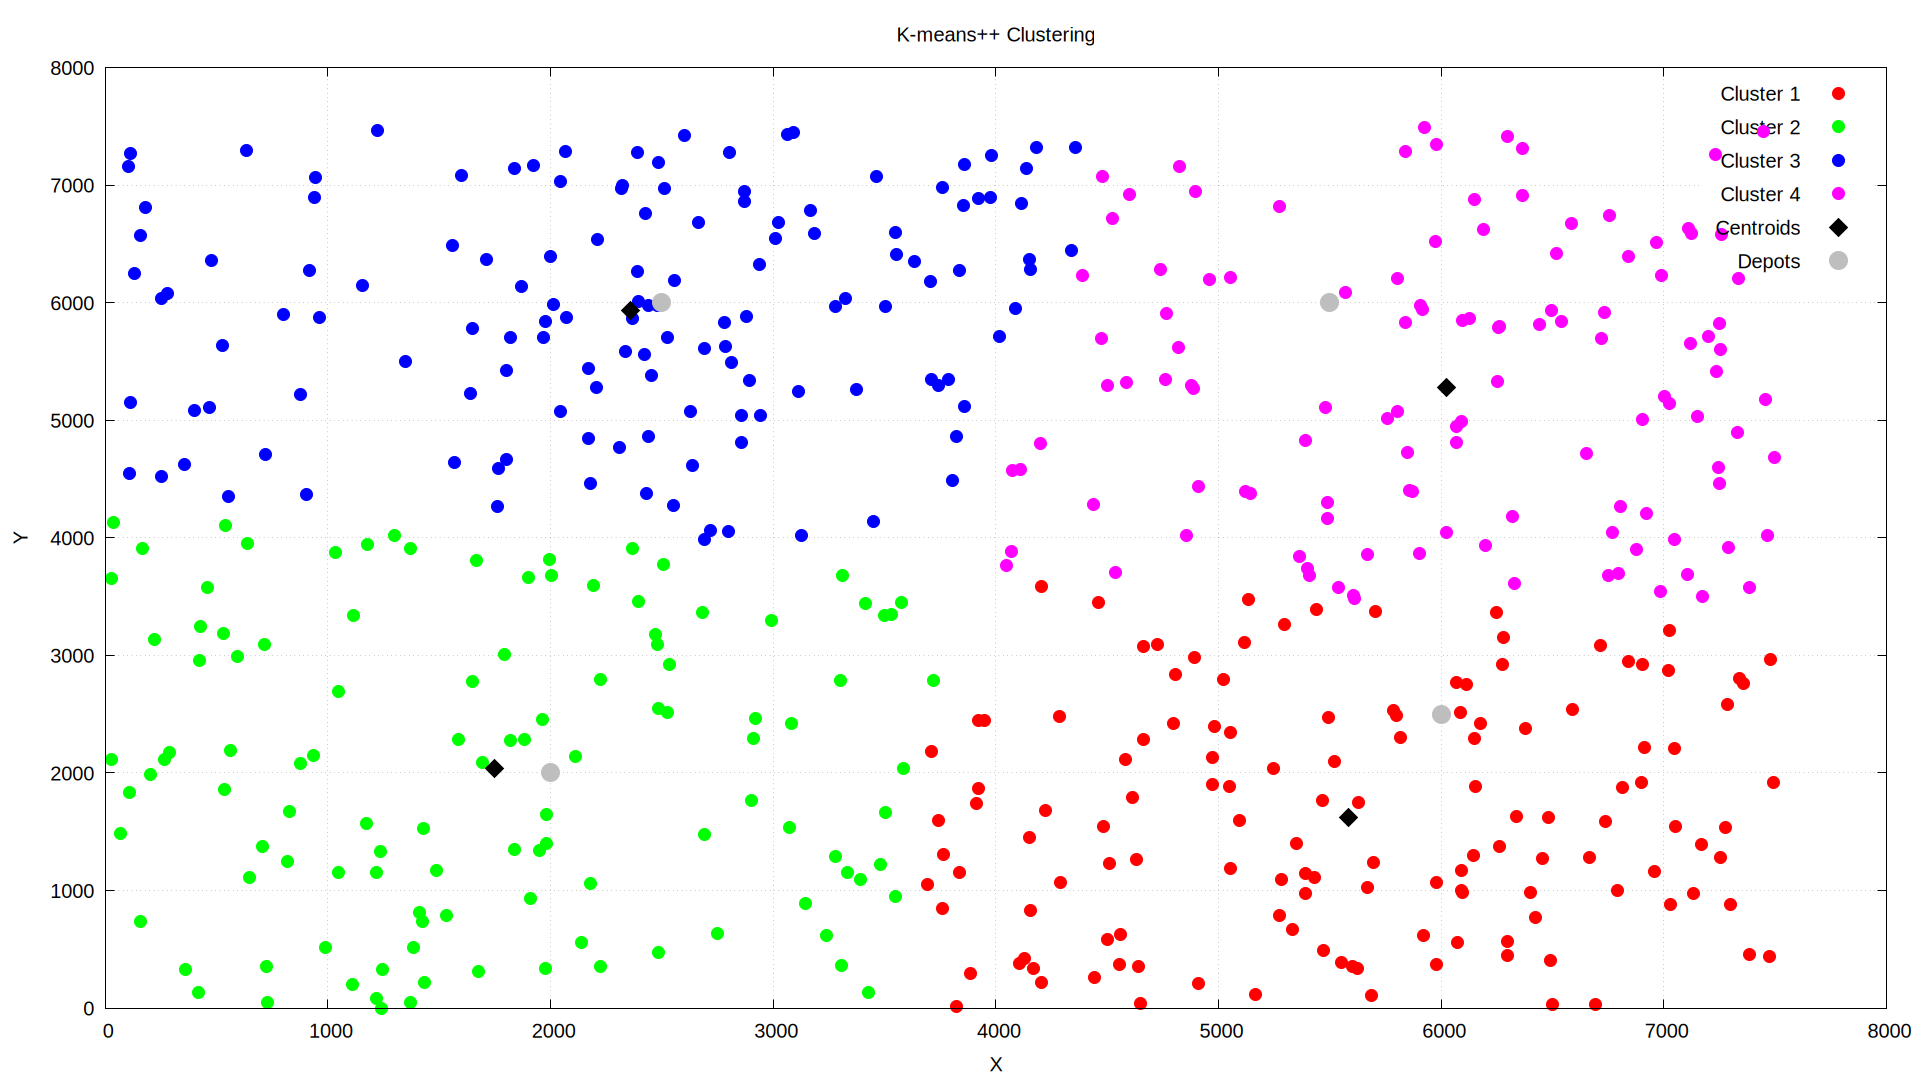 K-means++ Clustering
8000
7000
6000
5000
4000
3000
2000
1000
0
Y
Cluster 1
Cluster 2
Cluster 3
Cluster 4
Centroids
Depots
0 1000 2000 3000 4000 5000 6000 7000 8000
X